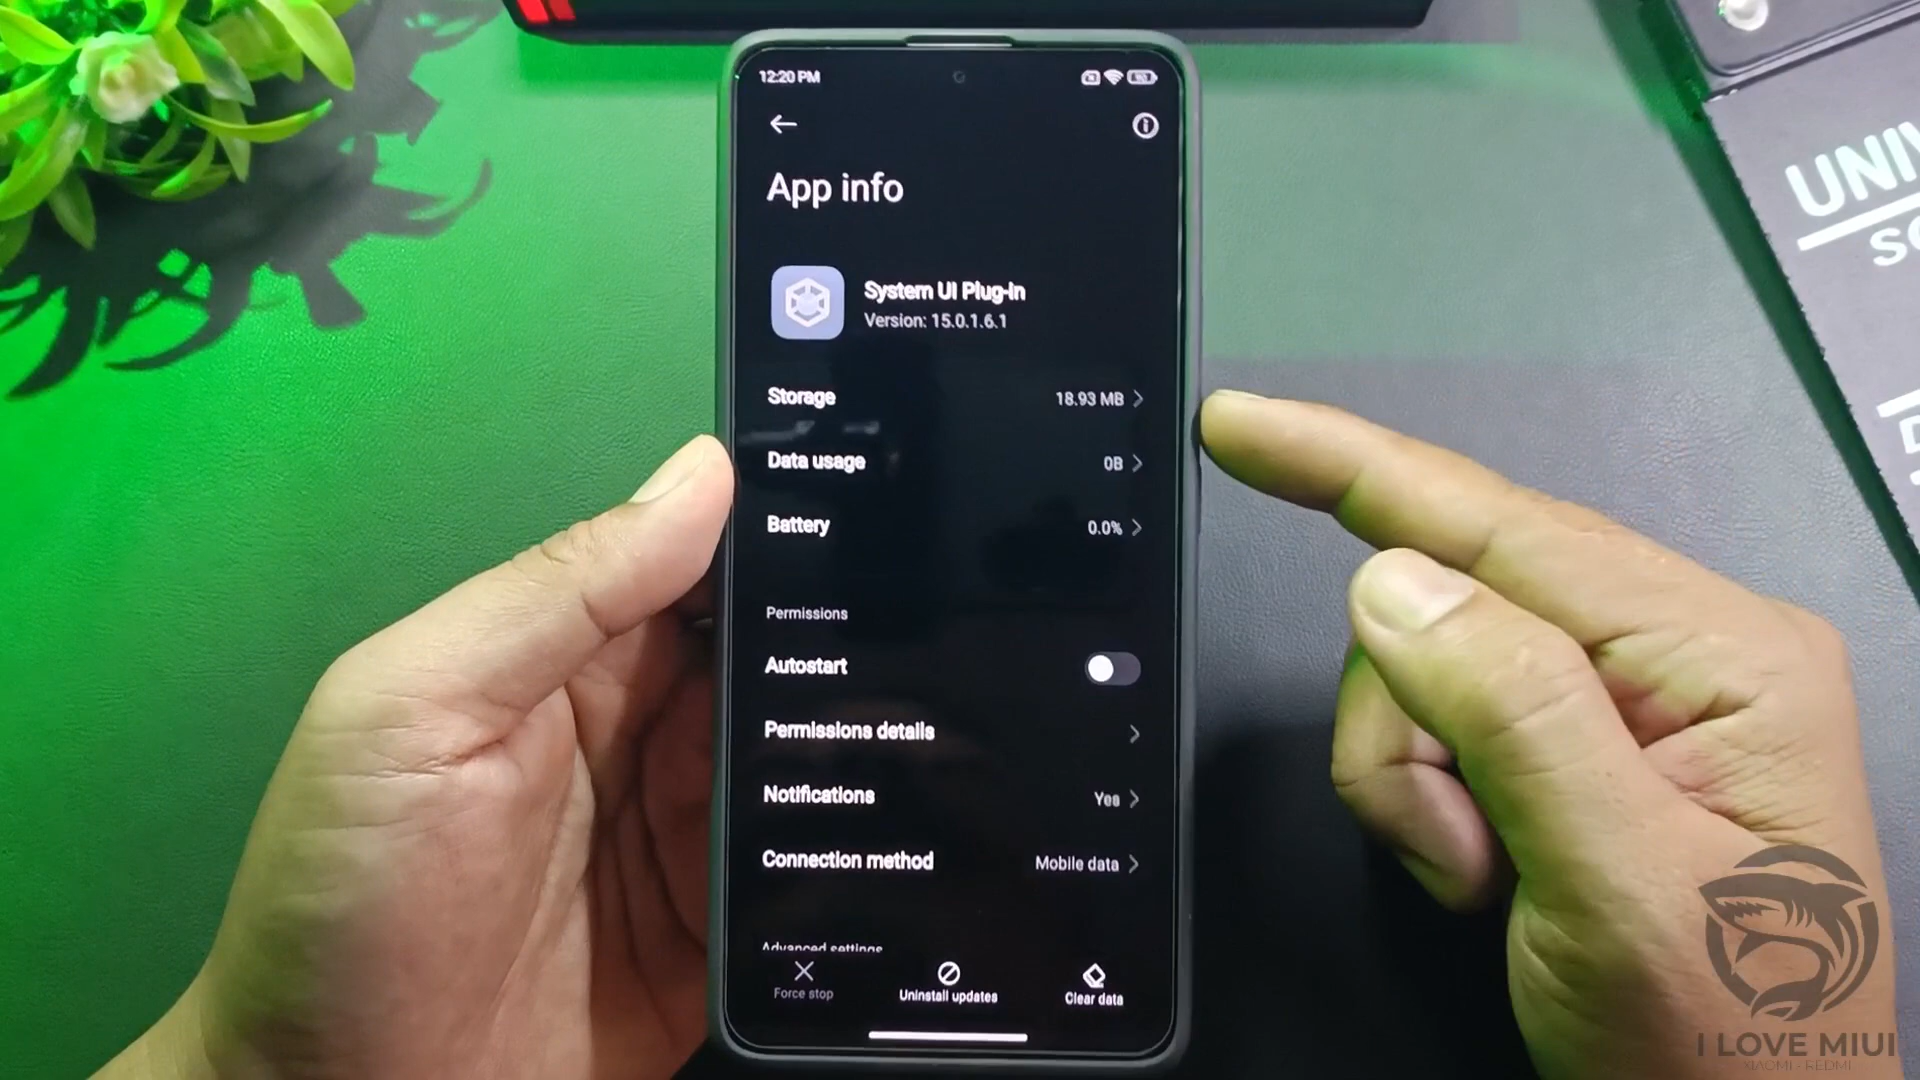 12:20 PM
App info
System UI Plug-in
Version: 15.0.1.6.1
Storage 18.93 MB
Data usage 0B
Battery 0.0%
Permissions
Autostart
Permissions details
Notifications Yes
Connection method Mobile data
Advanced settings
Force stop Uninstall updates Clear data
I LOVE MIUI
XIAOMI - REDMI